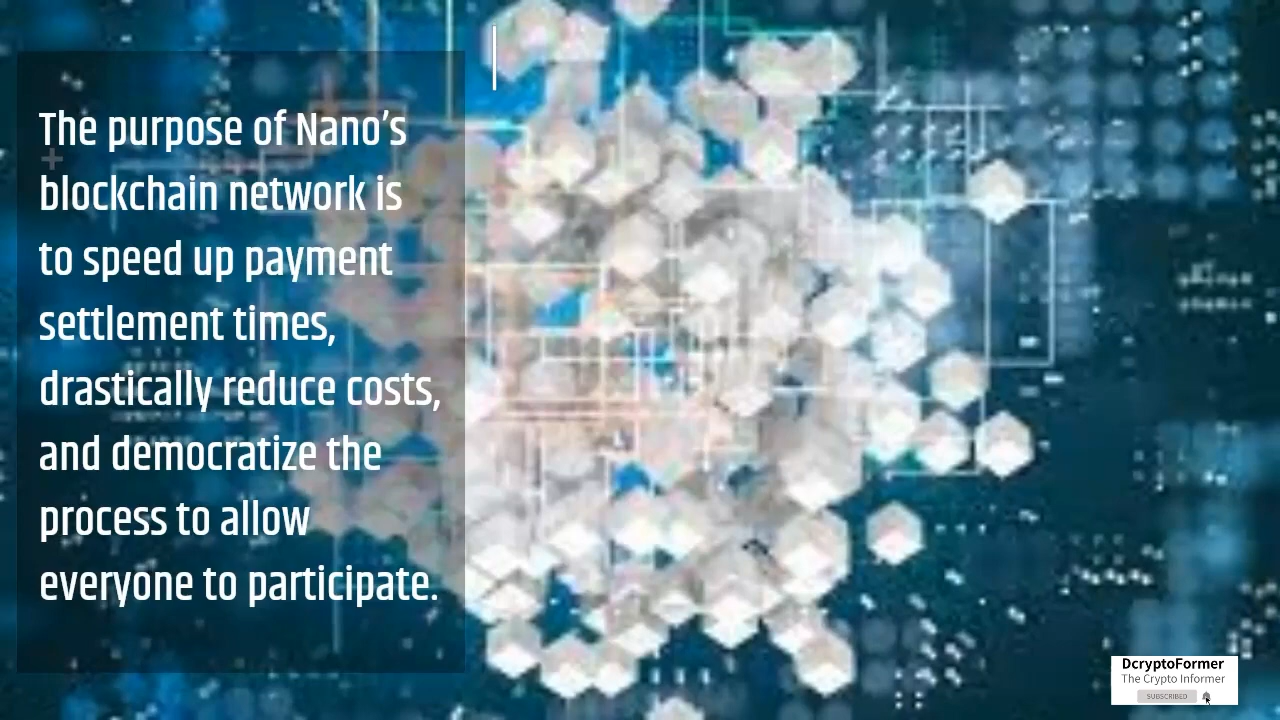 The purpose of Nano’s
blockchain network is
to speed up payment
settlement times,
drastically reduce costs,
and democratize the
process to allow
everyone to participate.
DcryptoFormer
The Crypto Informer
SUBSCRIBED